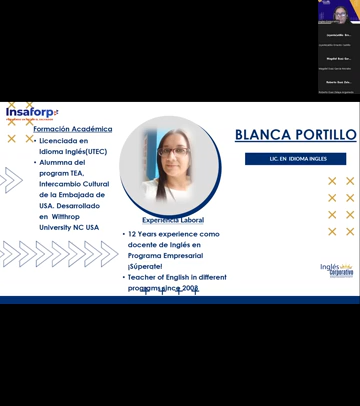 Insaforp
Formación Académica
• Licenciada en
Idioma Inglés(UTEC)
• Alummna del
program TEA.
Intercambio Cultural
de la Embajada de
USA. Desarrollado
en Witthrop
University NC USA
BLANCA PORTILLO
LIC. EN IDIOMA INGLES
Experiencia Laboral
• 12 Years experience como
docente de Inglés en
Programa Empresarial
¡Súperate!
• Teacher of English in different
programs since 2008
Inglés
corporativo